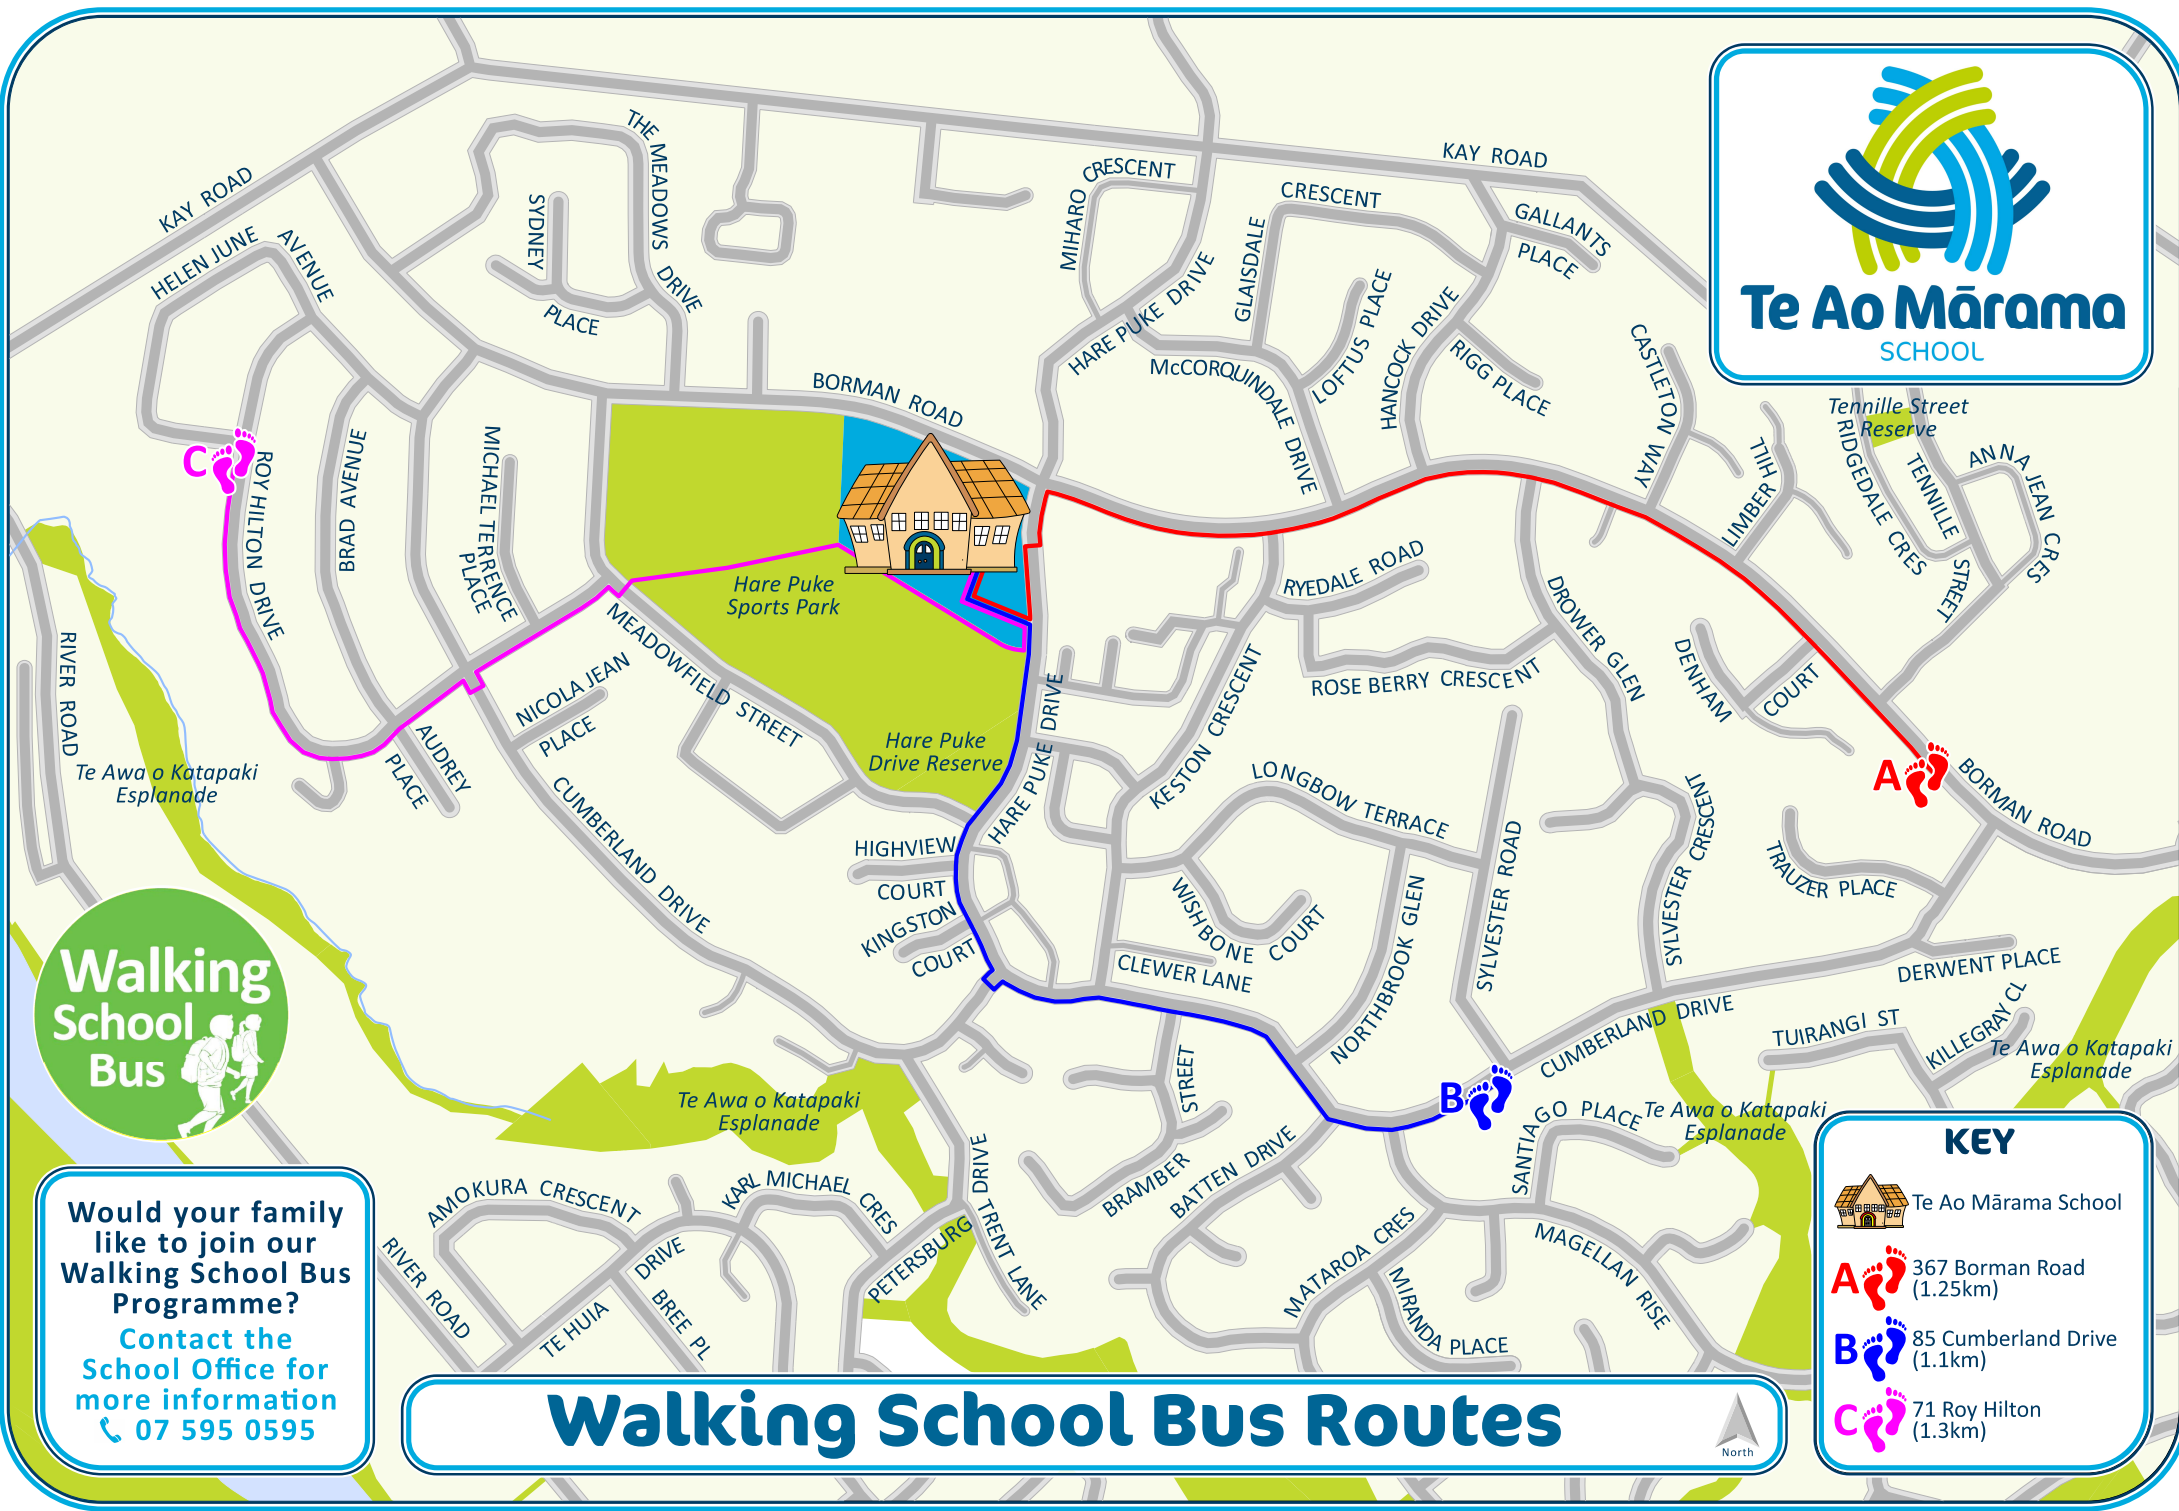 KAY ROAD
KAY ROAD
HELEN JUNE
AVENUE
THE MEADOWS
DRIVE
SYDNEY
PLACE
MIHARO CRESCENT
CRESCENT
GLAISDALE
GALLANTS
PLACE
HARE PUKE DRIVE
McCORQUINDALE DRIVE
LOFTUS PLACE
HANCOCK DRIVE
RIGG PLACE
CASTLETON WAY
LIMBER HILL
Te Ao Mārama
SCHOOL
Tennille Street
Reserve
RIDGEDALE CRES
TENNILLE
STREET
ANNA JEAN CRES
BORMAN ROAD
C
ROY HILTON DRIVE
BRAD AVENUE
MICHAEL TERRENCE
PLACE
Hare Puke
Sports Park
MEADOWFIELD STREET
NICOLA JEAN
PLACE
AUDREY
PLACE
RIVER ROAD
Te Awa o Katapaki
Esplanade
CUMBERLAND DRIVE
Hare Puke
Drive Reserve
HARE PUKE DRIVE
RYEDALE ROAD
ROSE BERRY CRESCENT
DROWER GLEN
DENHAM
COURT
KESTON CRESCENT
LONGBOW TERRACE
SYLVESTER ROAD
SYLVESTER CRESCENT
A
BORMAN ROAD
TRAUZER PLACE
HIGHVIEW
COURT
KINGSTON
COURT
WISHBONE
COURT
CLEWER LANE
NORTHBROOK GLEN
DERWENT PLACE
CUMBERLAND DRIVE
TUIRANGI ST
KILLEGRAY CL
Te Awa o Katapaki
Esplanade
Walking
School
Bus
Te Awa o Katapaki
Esplanade
B
STREET
BRAMBER
BATTEN DRIVE
SANTIAGO PLACE
Te Awa o Katapaki
Esplanade
DRIVE
TRENT LANE
PETERSBURG
KARL MICHAEL CRES
AMOKURA CRESCENT
RIVER ROAD
TE HUIA
DRIVE
BREE PL
MATAROA CRES
MIRANDA PLACE
MAGELLAN RISE
Would your family
like to join our
Walking School Bus
Programme?
Contact the
School Office for
more information
07 595 0595
Walking School Bus Routes
North
KEY
Te Ao Mārama School
A 367 Borman Road
(1.25km)
B 85 Cumberland Drive
(1.1km)
C 71 Roy Hilton
(1.3km)